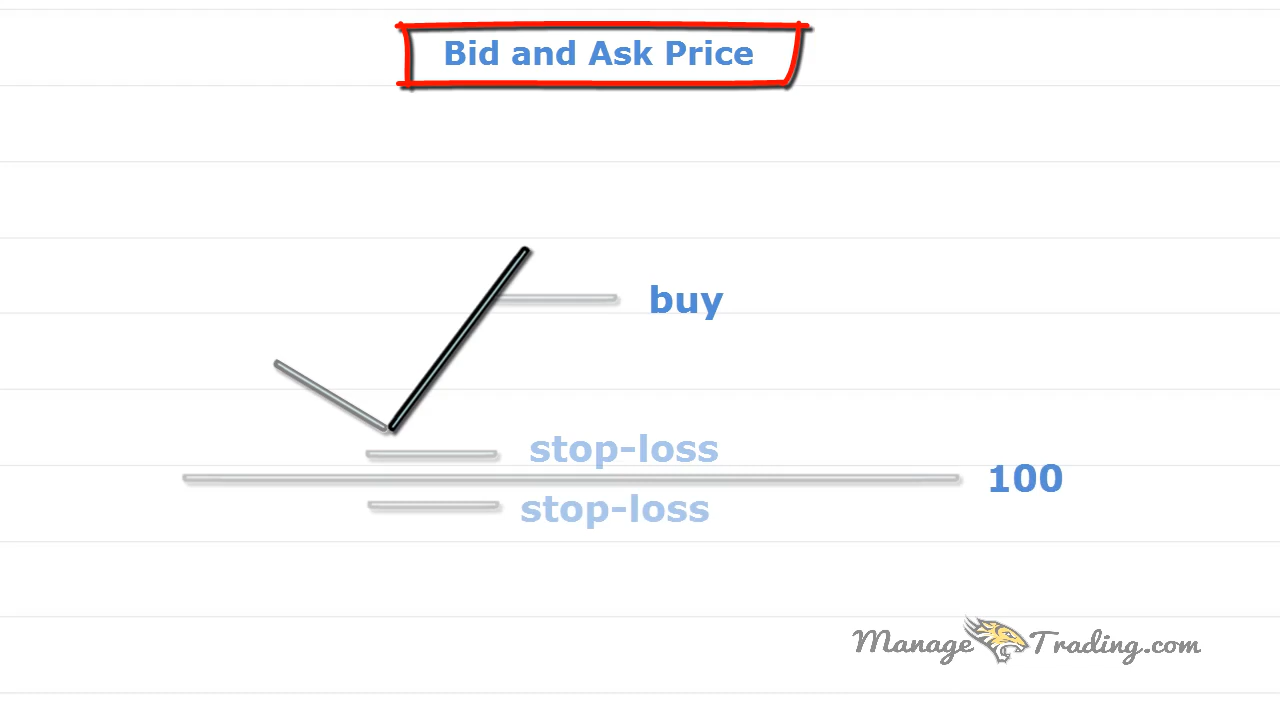 Bid and Ask Price
buy
stop-loss
100
stop-loss
ManageTrading.com